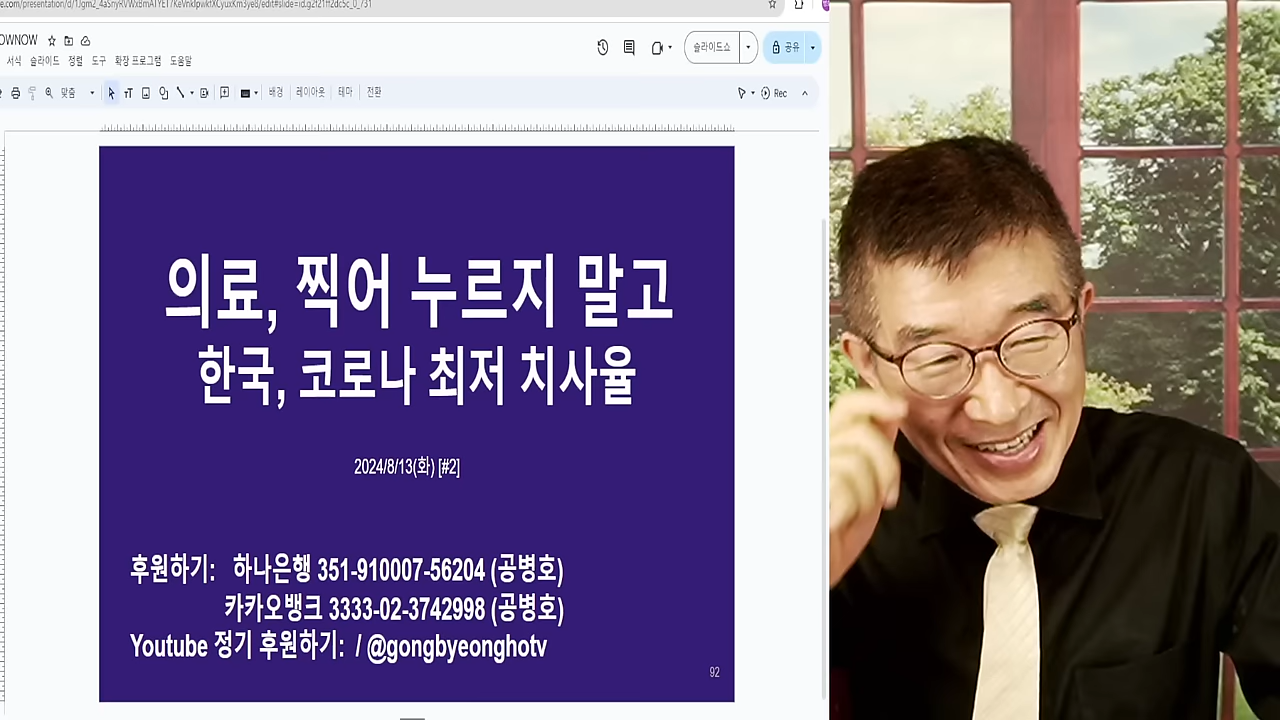 OWNOW
서식 슬라이드 정렬 도구 확장 프로그램 도움말
슬라이드쇼
공유
맞춤
배경 레이아웃 테마 전환
Rec
의료, 찍어 누르지 말고
한국, 코로나 최저 치사율
2024/8/13(화) [#2]
후원하기: 하나은행 351-910007-56204 (공병호)
카카오뱅크 3333-02-3742998 (공병호)
Youtube 정기 후원하기: / @gongbyeonghotv
92